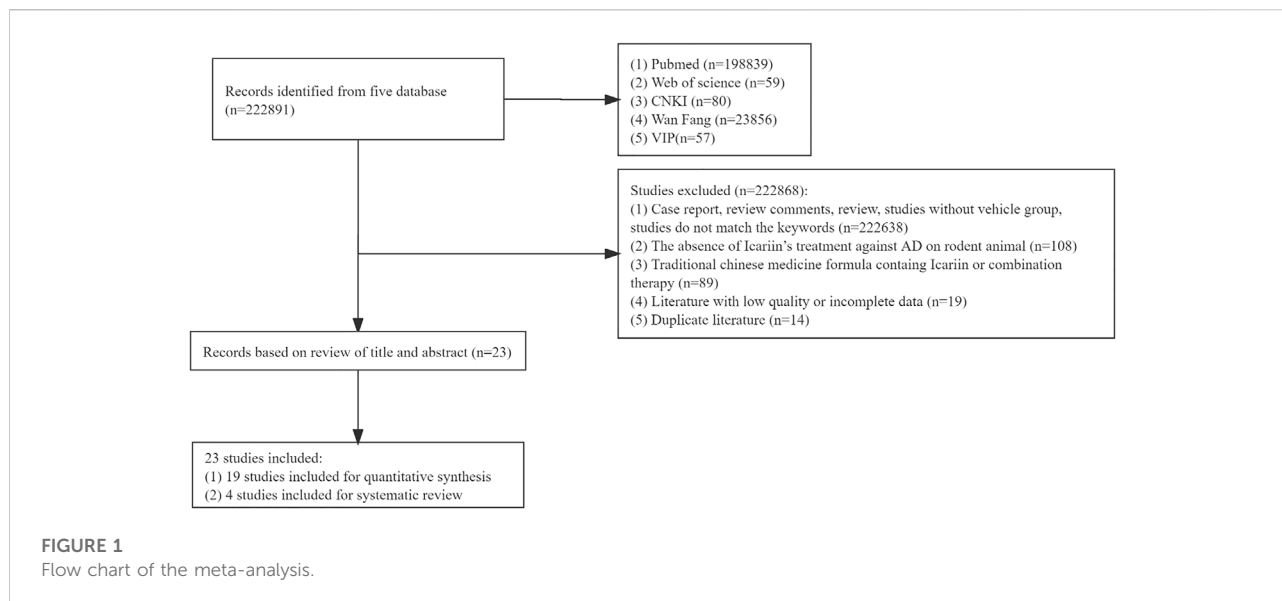 Records identified from five database
(n=222891)
(1) Pubmed (n=198839)
(2) Web of science (n=59)
(3) CNKI (n=80)
(4) Wan Fang (n=23856)
(5) VIP(n=57)
Studies excluded (n=222868):
(1) Case report, review comments, review, studies without vehicle group,
studies do not match the keywords (n=222638)
(2) The absence of Icariin’s treatment against AD on rodent animal (n=108)
(3) Traditional chinese medicine formula containg Icariin or combination
therapy (n=89)
(4) Literature with low quality or incomplete data (n=19)
(5) Duplicate literature (n=14)
Records based on review of title and abstract (n=23)
23 studies included:
(1) 19 studies included for quantitative synthesis
(2) 4 studies included for systematic review
FIGURE 1
Flow chart of the meta-analysis.